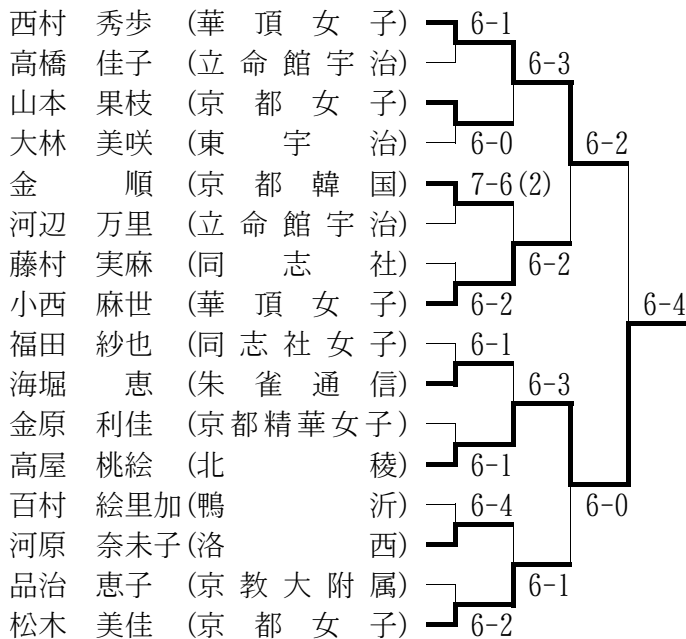 西村 秀歩 (華頂女子) 6-1
高橋 佳子 (立命館宇治) 6-3
山本 果枝 (京都女子)
大林 美咲 (東宇治) 6-0 6-2
金 順 (京都韓国) 7-6(2)
河辺 万里 (立命館宇治)
藤村 実麻 (同志社) 6-2
小西 麻世 (華頂女子) 6-2 6-4
福田 紗也 (同志社女子) 6-1
海堀 恵 (朱雀通信) 6-3
金原 利佳 (京都精華女子)
高屋 桃絵 (北稜) 6-1
百村 絵里加 (鴨沂) 6-4 6-0
河原 奈未子 (洛西)
品治 恵子 (京教大附属) 6-1
松木 美佳 (京都女子) 6-2